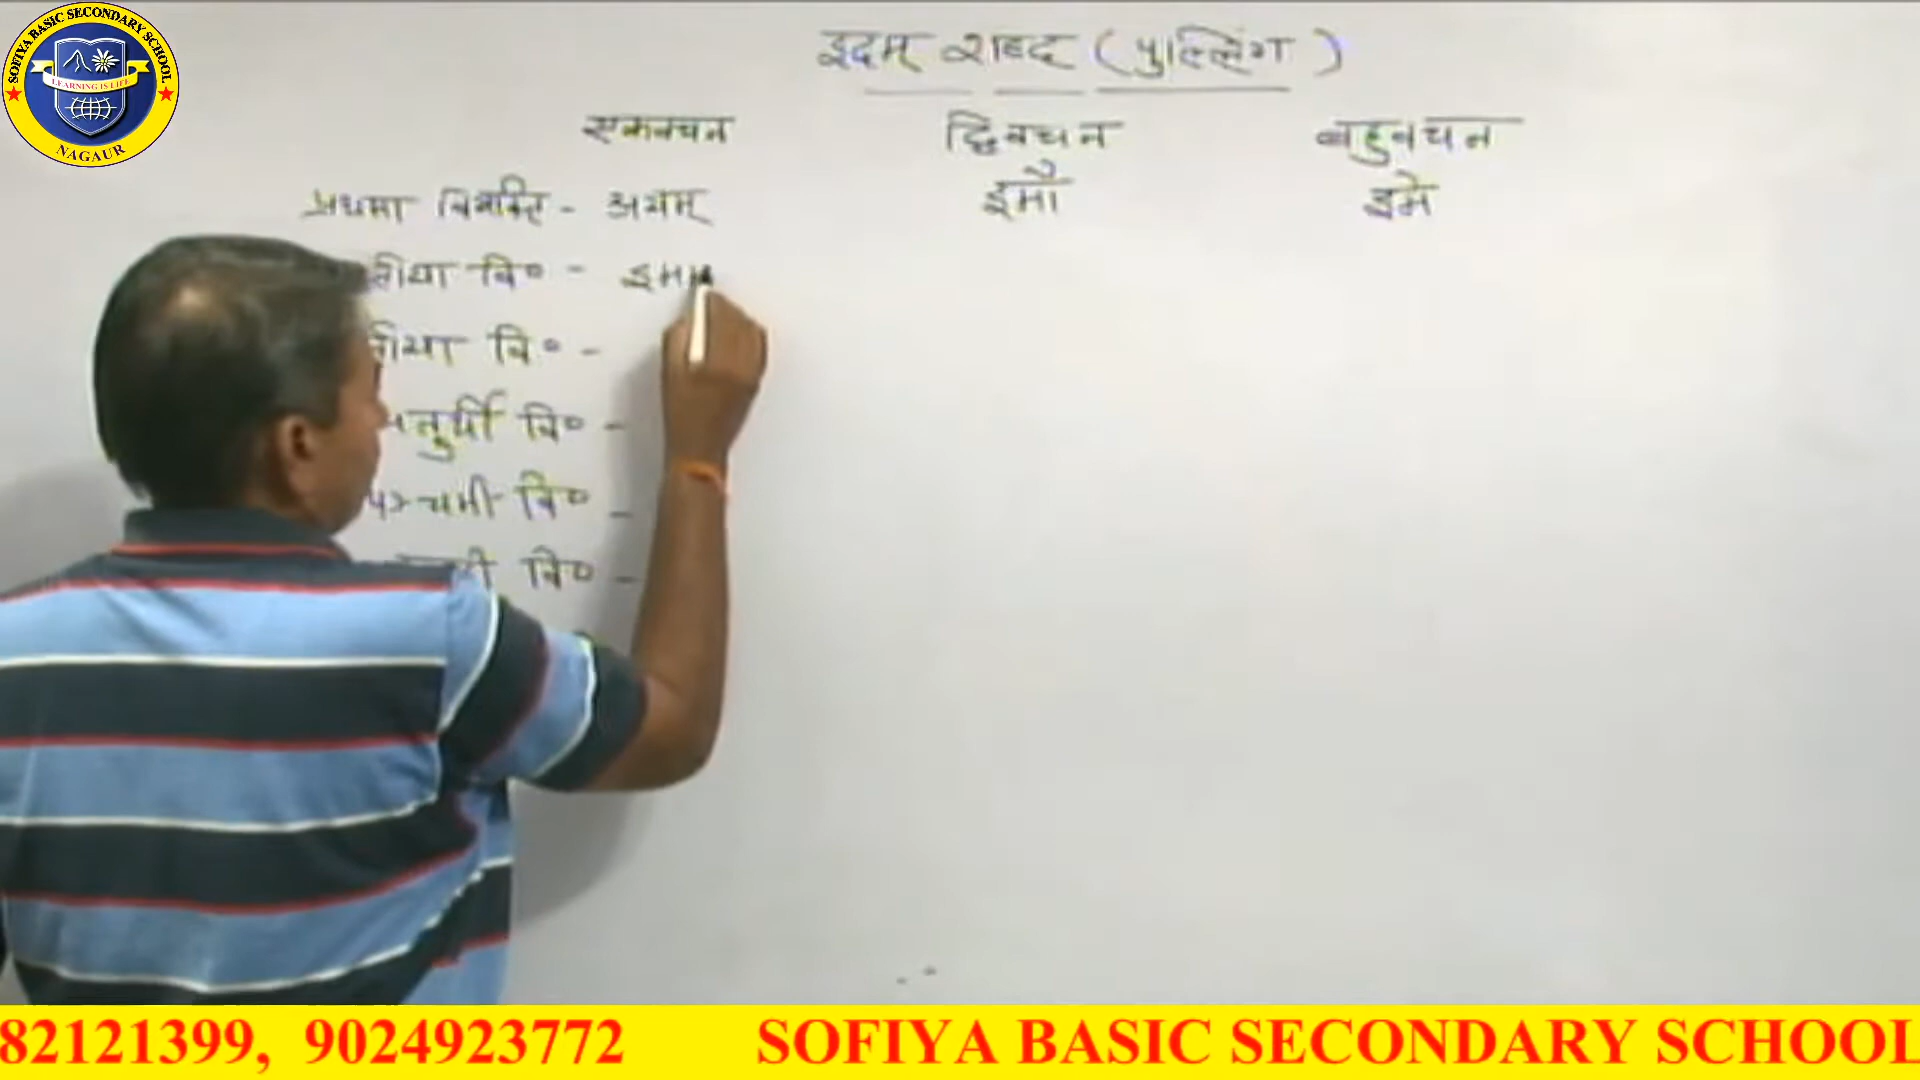 SOFIYA BASIC SECONDARY SCHOOL
LEARNING IS LIFE
NAGAUR
इदम् शब्द (पुल्लिंग)
एकवचन द्विवचन बहुवचन
प्रथमा विभक्ति - अयम् इमौ इमे
तीया वि० - इम
तीया वि० -
चतुर्थी वि० -
पञ्चमी वि० -
वि० -
82121399, 9024923772 SOFIYA BASIC SECONDARY SCHOOL